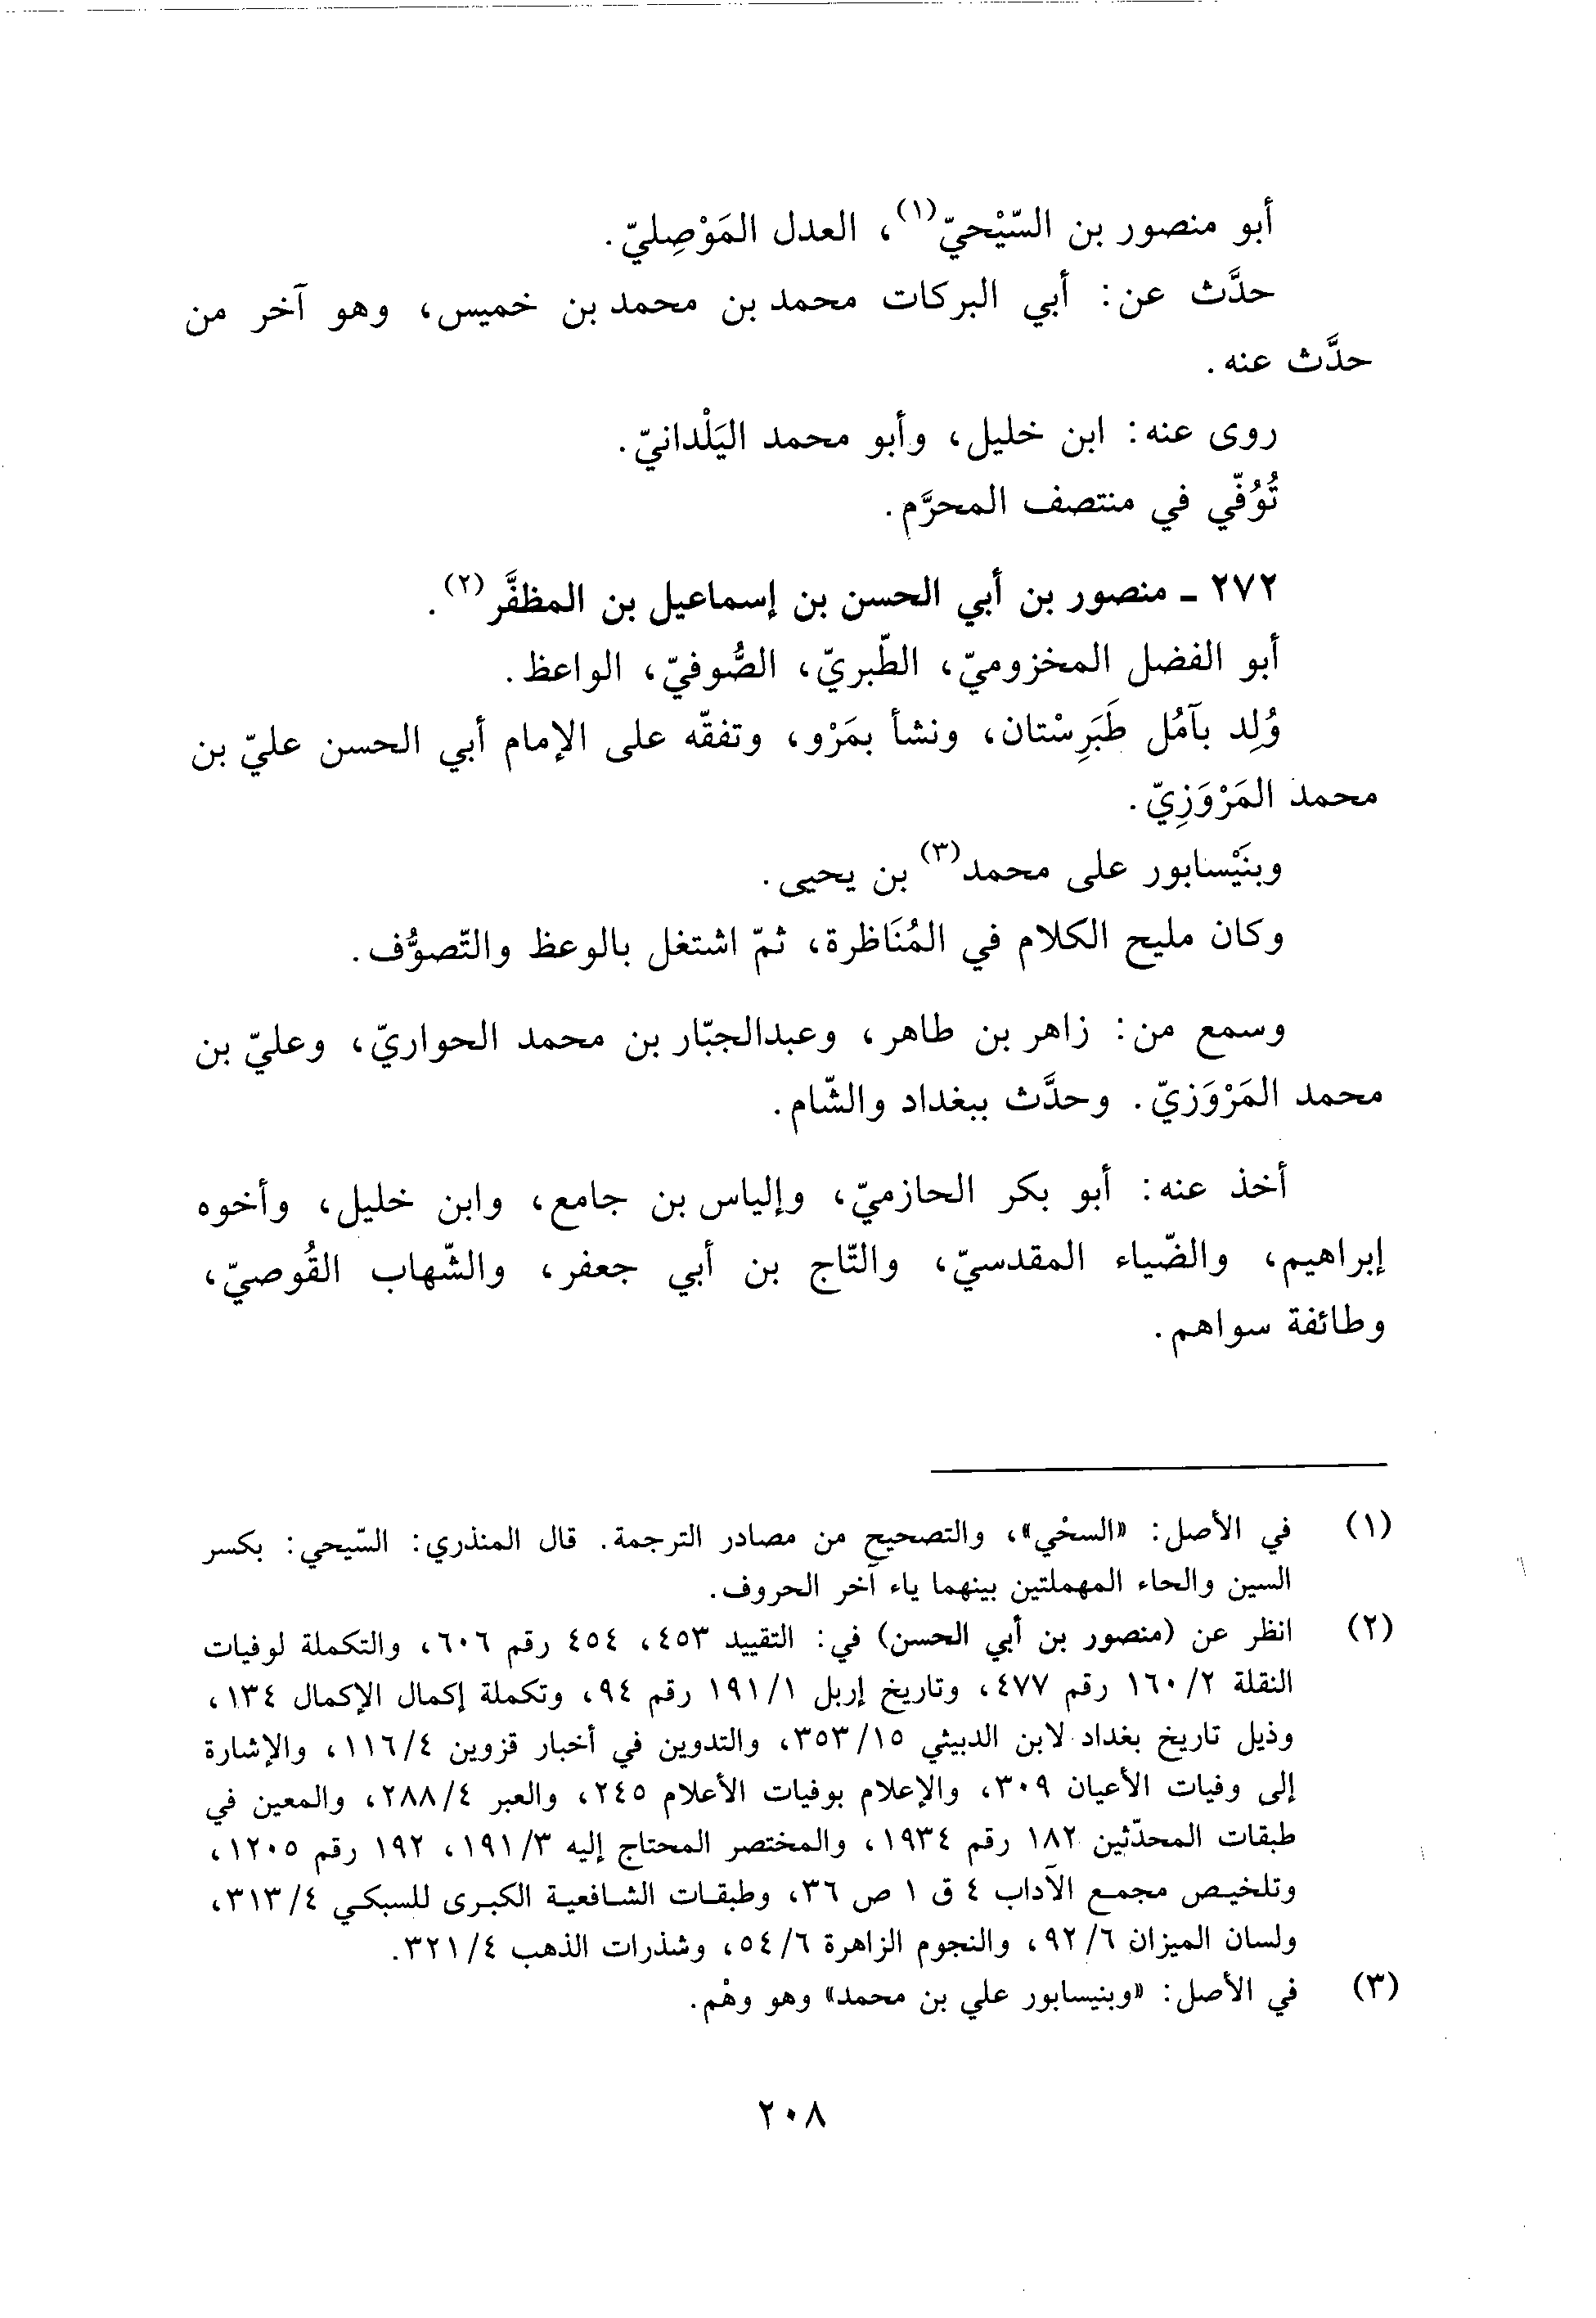 أبو منصور بن السّيْحيّ(١)، العدل المَوْصِليّ.
حدَّث عن: أبي البركات محمد بن محمد بن خميس، وهو آخر من
حدَّث عنه.
روى عنه: ابن خليل، وأبو محمد اليَلْدانيّ.
تُوُفّي في منتصف المحرَّم.
٢٧٢ ـ منصور بن أبي الحسن بن إسماعيل بن المظفَّر(٢).
أبو الفضل المخزوميّ، الطّبريّ، الصُّوفيّ، الواعظ.
وُلِد بآمُل طَبَرِسْتان، ونشأ بمَرْو، وتفقّه على الإمام أبي الحسن عليّ بن
محمد المَرْوَزِيّ.
وبنَيْسابور على محمد(٣) بن يحيى.
وكان مليح الكلام في المُنَاظرة، ثمّ اشتغل بالوعظ والتّصوُّف.
وسمع من: زاهر بن طاهر، وعبدالجبّار بن محمد الحواريّ، وعليّ بن
محمد المَرْوَزيّ. وحدَّث ببغداد والشّام.
أخذ عنه: أبو بكر الحازميّ، وإلياس بن جامع، وابن خليل، وأخوه
إبراهيم، والضّياء المقدسيّ، والتّاج بن أبي جعفر، والشّهاب القُوصيّ،
وطائفة سواهم.
(١) في الأصل: «السخْي»، والتصحيح من مصادر الترجمة. قال المنذري: السّيحي: بكسر
السين والحاء المهملتين بينهما ياء آخر الحروف.
(٢) انظر عن (منصور بن أبي الحسن) في: التقييد ٤٥٣، ٤٥٤ رقم ٦٠٦، والتكملة لوفيات
النقلة ١٦٠/٢ رقم ٤٧٧، وتاريخ إربل ١٩١/١ رقم ٩٤، وتكملة إكمال الإكمال ١٣٤،
وذيل تاريخ بغداد لابن الدبيثي ٣٥٣/١٥، والتدوين في أخبار قزوين ١١٦/٤، والإشارة
إلى وفيات الأعيان ٣٠٩، والإعلام بوفيات الأعلام ٢٤٥، والعبر ٢٨٨/٤، والمعين في
طبقات المحدّثين ١٨٢ رقم ١٩٣٤، والمختصر المحتاج إليه ١٩١/٣، ١٩٢ رقم ١٢٠٥،
وتلخيص مجمع الآداب ٤ ق ١ ص ٣٦، وطبقات الشافعية الكبرى للسبكي ٣١٣/٤،
ولسان الميزان ٩٢/٦، والنجوم الزاهرة ٥٤/٦، وشذرات الذهب ٣٢١/٤.
(٣) في الأصل: «وبنيسابور علي بن محمد» وهو وهْم.
٢٠٨